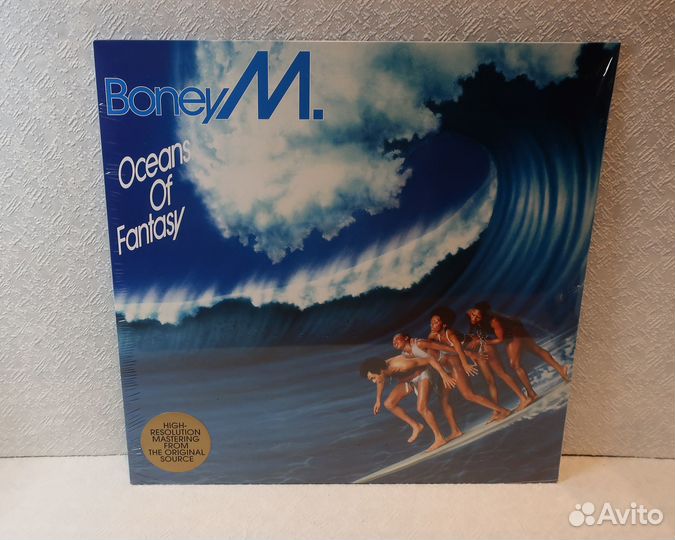 Boney M.
Oceans
Of
Fantasy
HIGH-
RESOLUTION
MASTERING
FROM
THE ORIGINAL
SOURCE
Avito